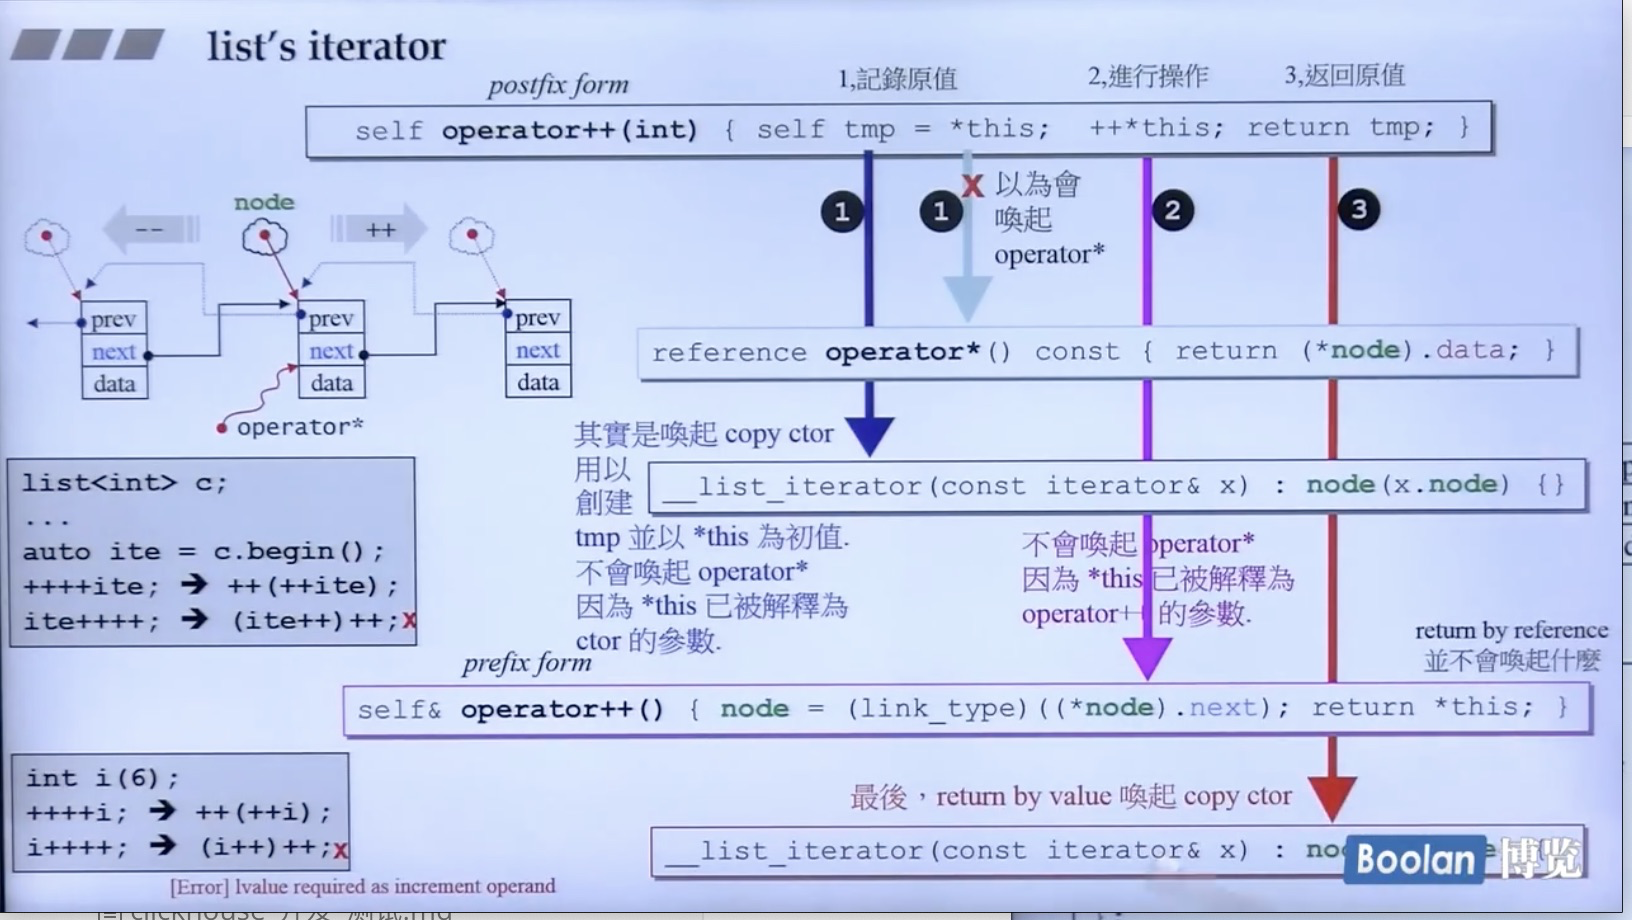 list's iterator
postfix form
1,記錄原值
2,進行操作
3,返回原值
self operator++(int) { self tmp = *this; ++*this; return tmp; }
node
--
++
prev
next
data
prev
next
data
prev
next
data
operator*
1
1
X 以為會
喚起
operator*
2
3
reference operator*() const { return (*node).data; }
其實是喚起 copy ctor
用以
創建
tmp 並以 *this 為初值.
不會喚起 operator*
因為 *this 已被解釋為
ctor 的參數.
__list_iterator(const iterator& x) : node(x.node) {}
不會喚起 operator*
因為 *this 已被解釋為
operator++ 的參數.
list<int> c;
...
auto ite = c.begin();
++++ite; ➔ ++(++ite);
ite++++; ➔ (ite++)++;X
return by reference
並不會喚起什麼
prefix form
self& operator++() { node = (link_type)((*node).next); return *this; }
int i(6);
++++i; ➔ ++(++i);
i++++; ➔ (i++)++;X
[Error] lvalue required as increment operand
最後，return by value 喚起 copy ctor
__list_iterator(const iterator& x) : no
Boolan 博览